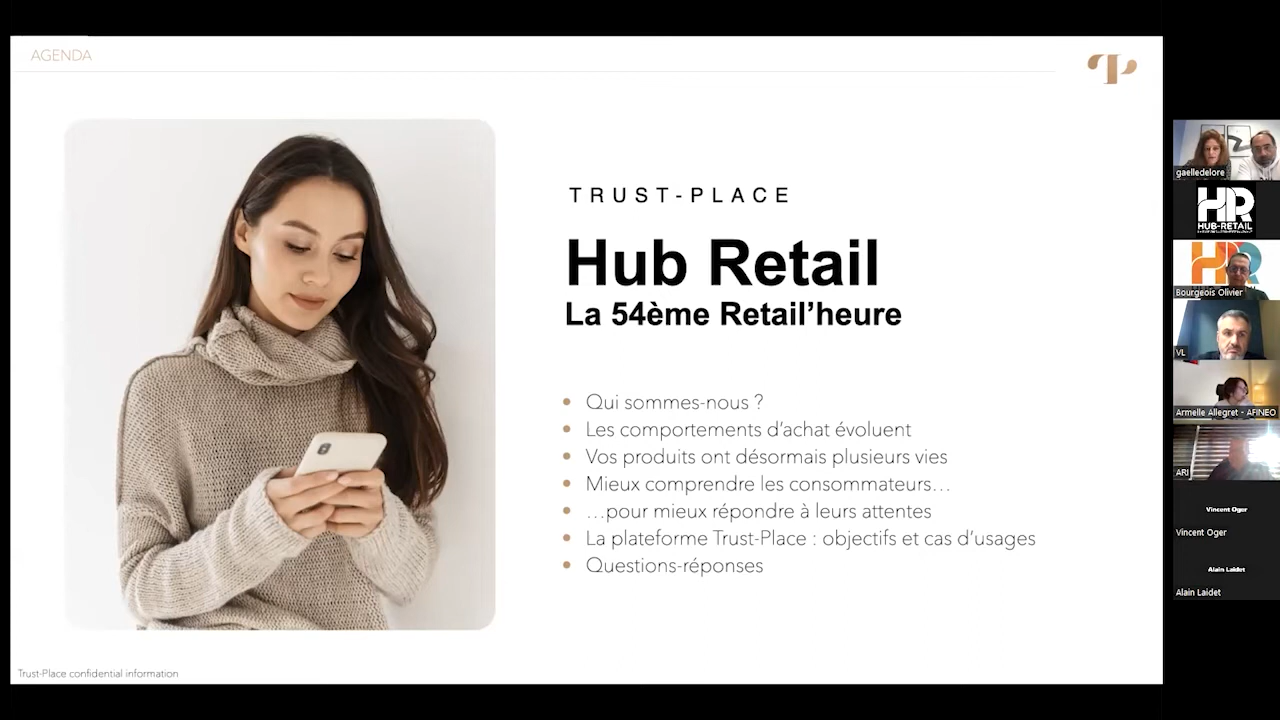 AGENDA
TRUST-PLACE
Hub Retail
La 54ème Retail’heure
• Qui sommes-nous ?
• Les comportements d’achat évoluent
• Vos produits ont désormais plusieurs vies
• Mieux comprendre les consommateurs…
• …pour mieux répondre à leurs attentes
• La plateforme Trust-Place : objectifs et cas d’usages
• Questions-réponses
Trust-Place confidential information
gaelledelore
HR
HUB-RETAIL
HR
Bourgeois Olivier
VL
Armelle Allegret - AFINEO
ARI
Vincent Oger
Vincent Oger
Alain Laidet
Alain Laidet